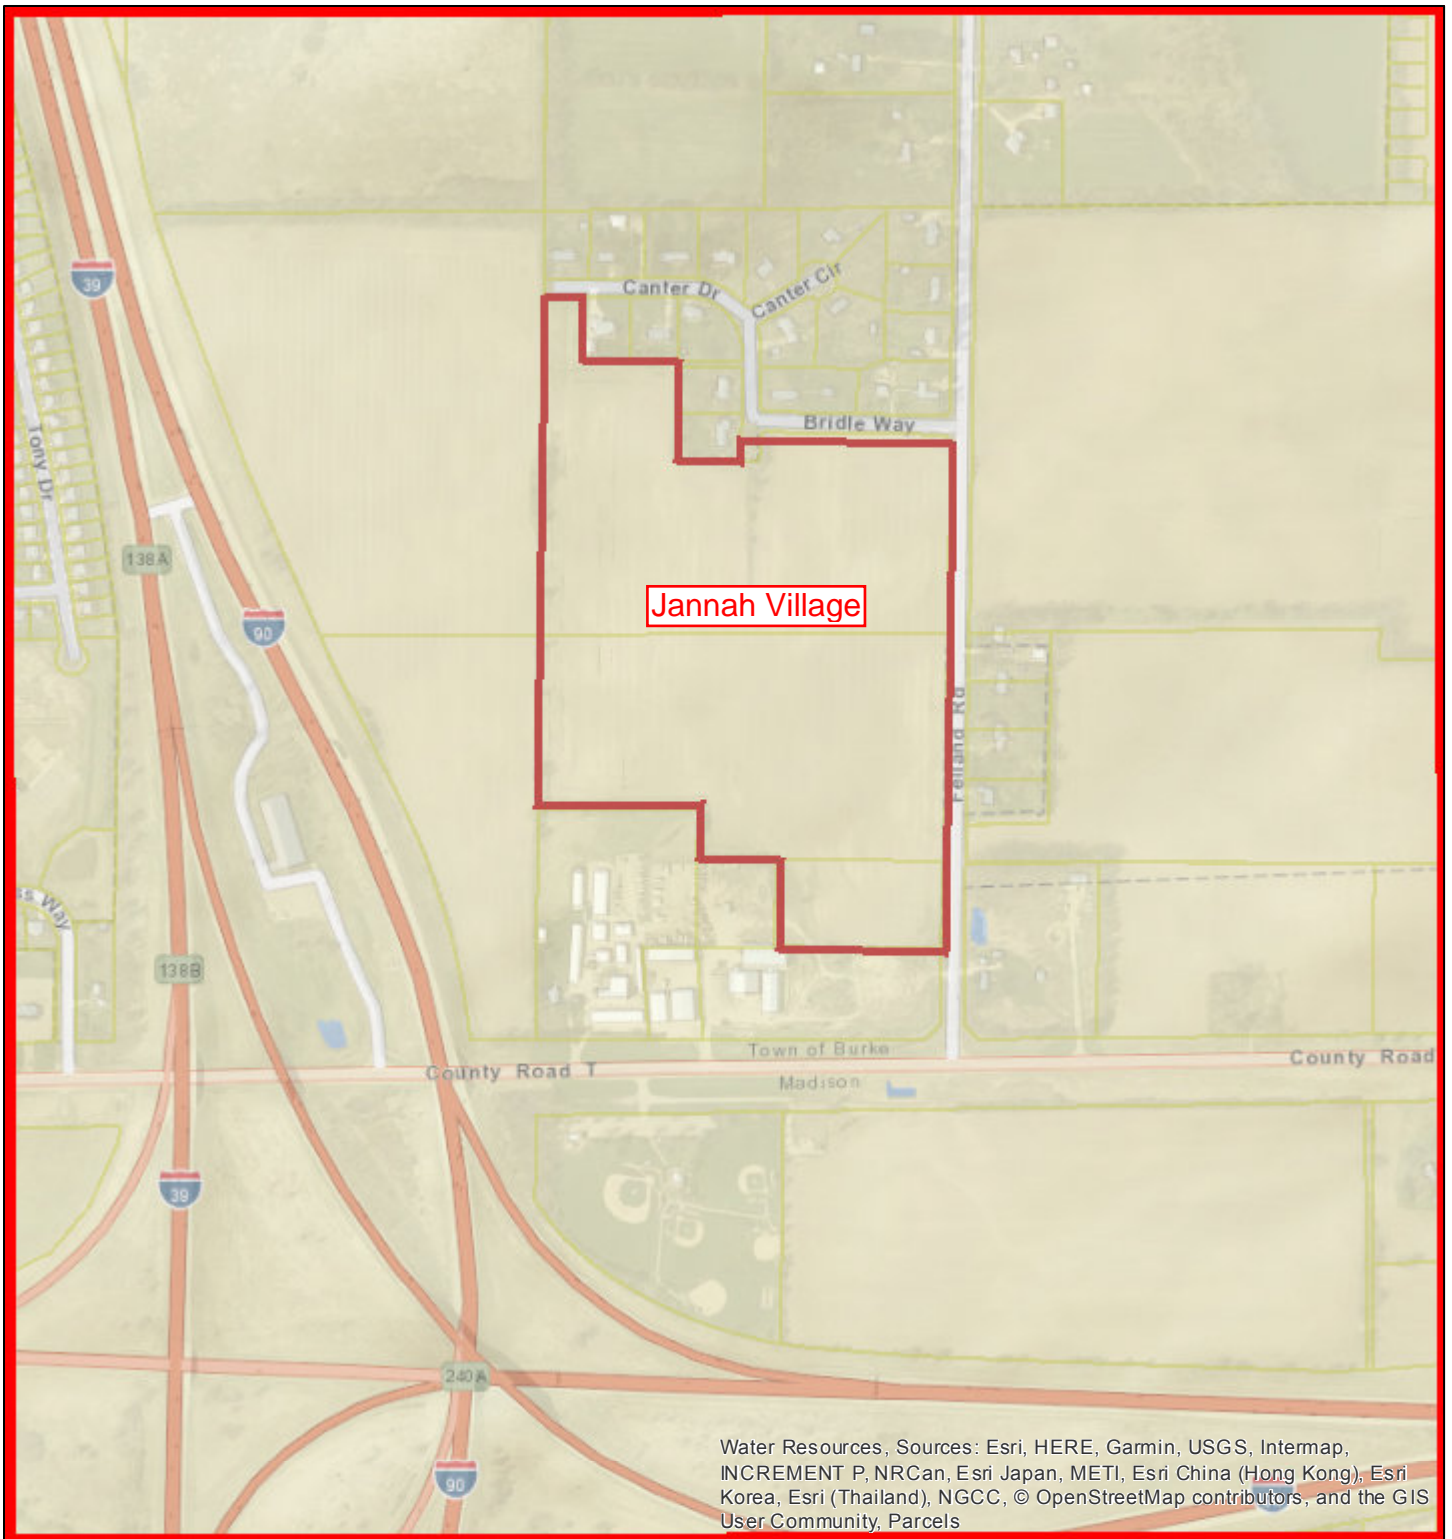 39
Canter Dr
Canter Cir
Bridle Way
Tony Dr
138A
Jannah Village
90
Felland Rd
ss Way
138B
Town of Burke
County Road T
County Road
Madison
39
240A
90
Water Resources, Sources: Esri, HERE, Garmin, USGS, Intermap,
INCREMENT P, NRCan, Esri Japan, METI, Esri China (Hong Kong), Esri
Korea, Esri (Thailand), NGCC, © OpenStreetMap contributors, and the GIS
User Community, Parcels